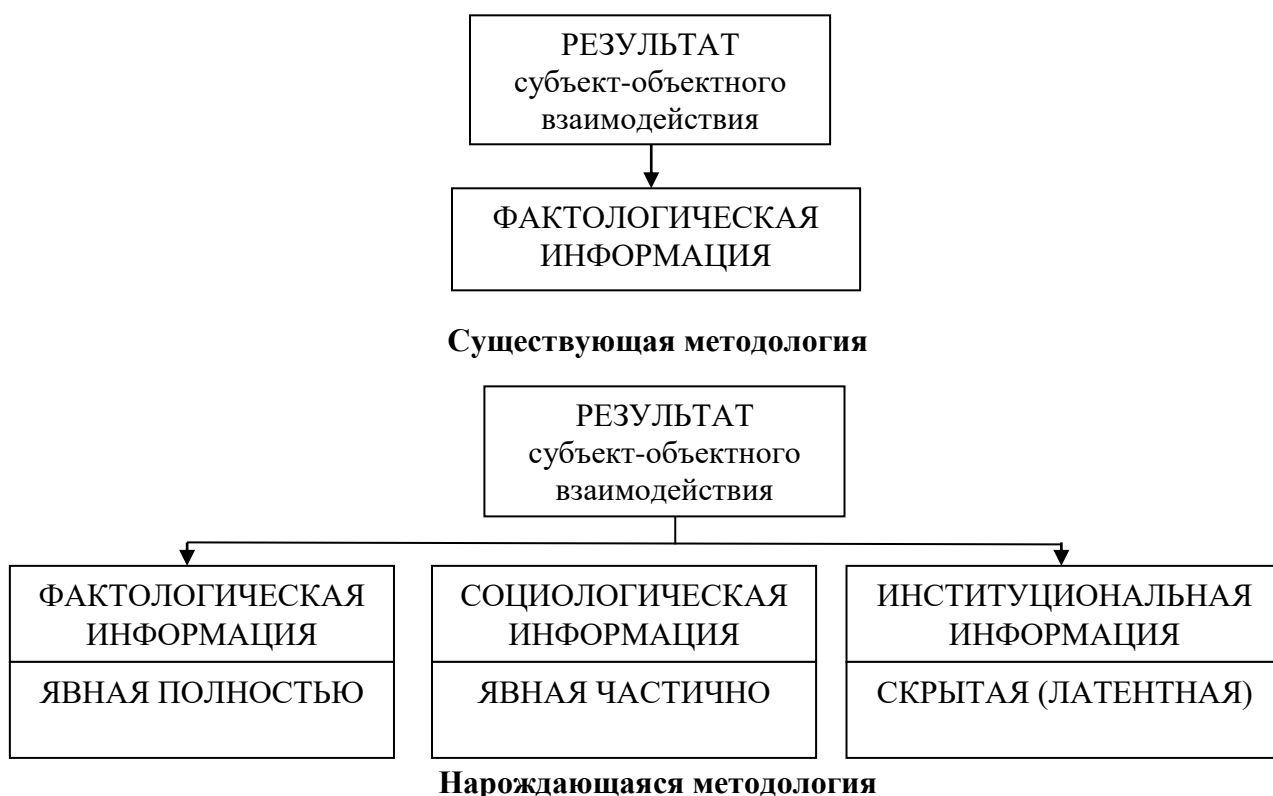 РЕЗУЛЬТАТ
субъект-объектного
взаимодействия
ФАКТОЛОГИЧЕСКАЯ
ИНФОРМАЦИЯ
Существующая методология
РЕЗУЛЬТАТ
субъект-объектного
взаимодействия
ФАКТОЛОГИЧЕСКАЯ
ИНФОРМАЦИЯ
ЯВНАЯ ПОЛНОСТЬЮ
СОЦИОЛОГИЧЕСКАЯ
ИНФОРМАЦИЯ
ЯВНАЯ ЧАСТИЧНО
ИНСТИТУЦИОНАЛЬНАЯ
ИНФОРМАЦИЯ
СКРЫТАЯ (ЛАТЕНТНАЯ)
Нарождающаяся методология